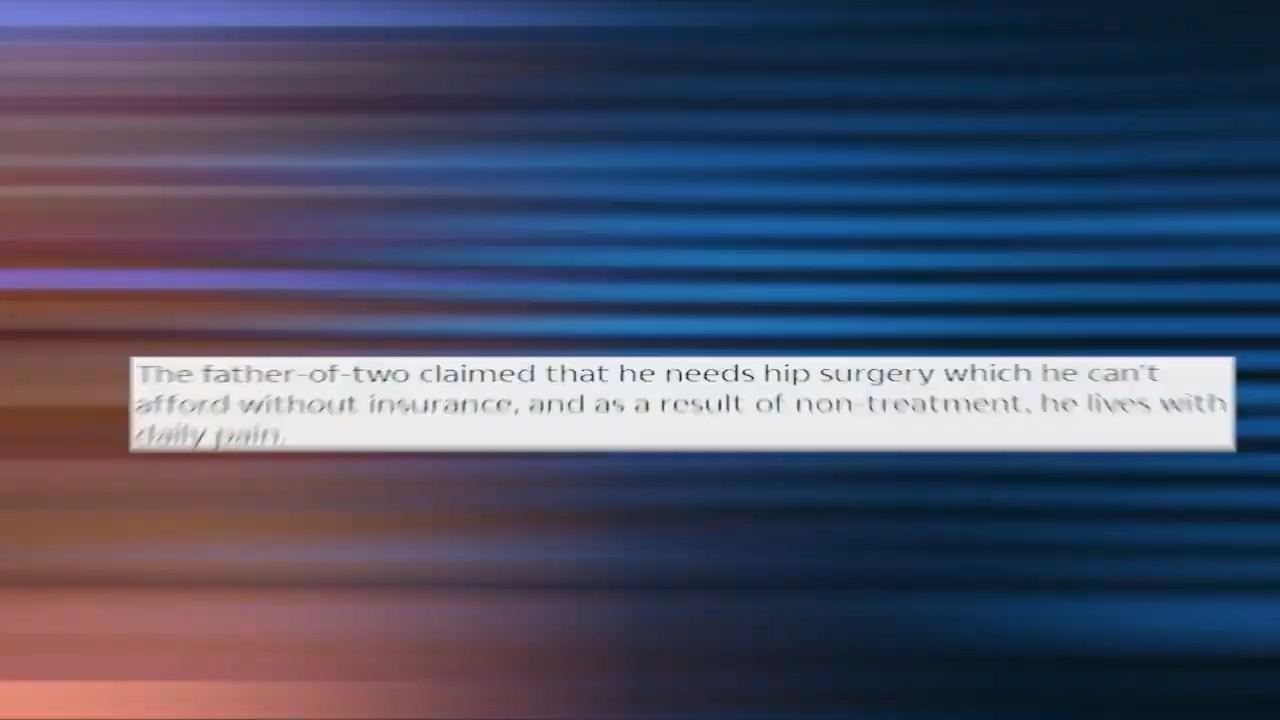 The father-of-two claimed that he needs hip surgery which he can't
afford without insurance, and as a result of non-treatment, he lives with
daily pain.